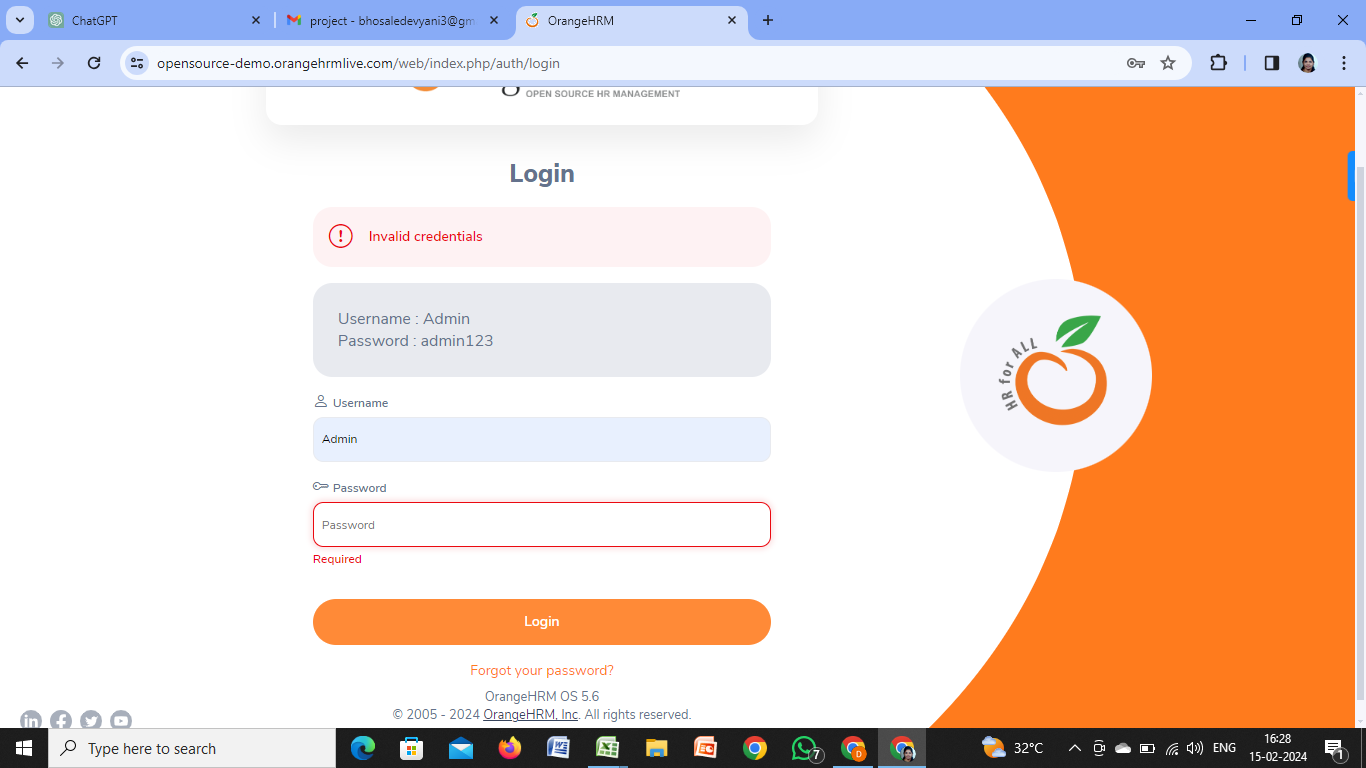 ChatGPT
project - bhosaledevyani3@gm
OrangeHRM
opensource-demo.orangehrmlive.com/web/index.php/auth/login
OPEN SOURCE HR MANAGEMENT
Login
Invalid credentials
Username : Admin
Password : admin123
Username
Admin
Password
Password
Required
Login
Forgot your password?
OrangeHRM OS 5.6
© 2005 - 2024 OrangeHRM, Inc. All rights reserved.
HR for ALL
Type here to search
7
D
32°C
ENG
16:28
15-02-2024
1